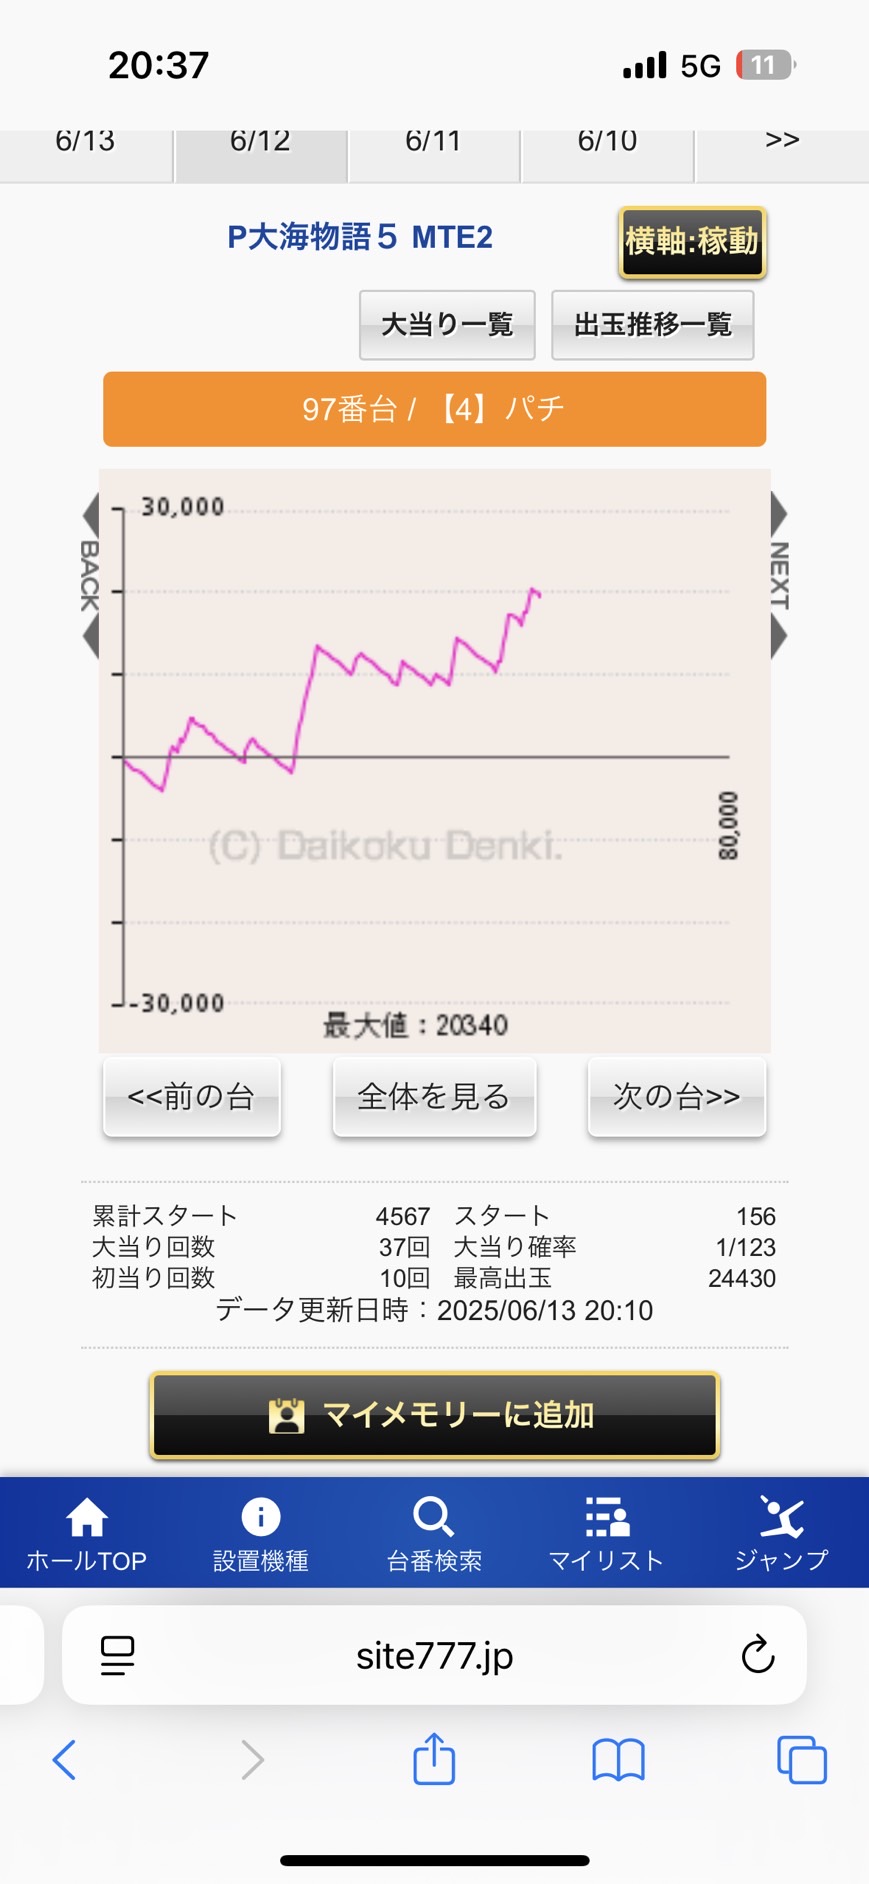 20:37 5G 11
6/13 6/12 6/11 6/10 >>
P大海物語5 MTE2
横軸:稼動
大当り一覧 出玉推移一覧
97番台 / 【4】パチ
30,000
BACK
NEXT
80,000
(C) Daikoku Denki.
-30,000
最大値：20340
<<前の台 全体を見る 次の台>>
累計スタート 4567 スタート 156
大当り回数 37回 大当り確率 1/123
初当り回数 10回 最高出玉 24430
データ更新日時：2025/06/13 20:10
マイメモリーに追加
ホールTOP 設置機種 台番検索 マイリスト ジャンプ
site777.jp